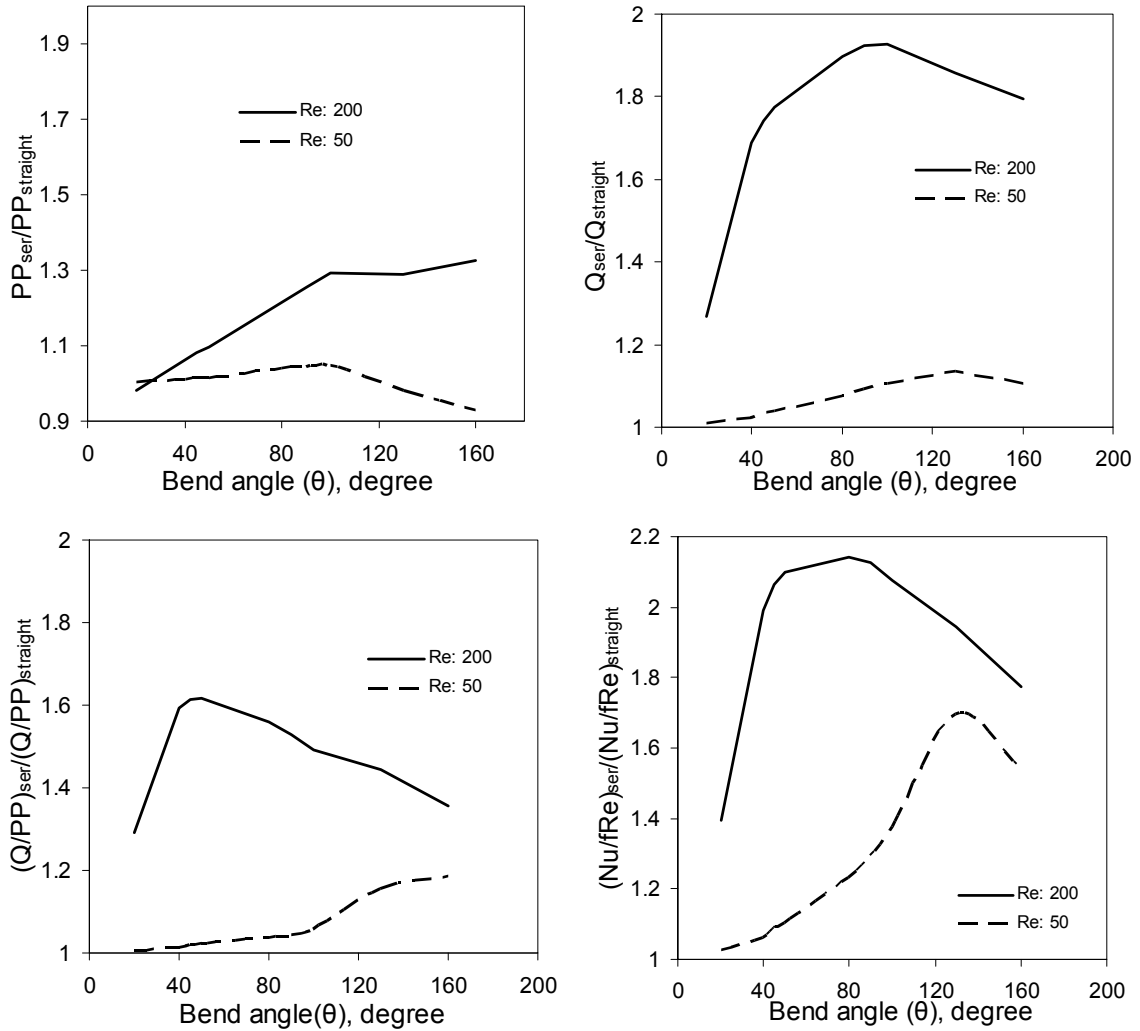 1.9
1.7
1.5
1.3
1.1
0.9
0 40 80 120 160
PPser/PPstraight
Re: 200
Re: 50
Bend angle (θ), degree
2
1.8
1.6
1.4
1.2
1
0 40 80 120 160 200
Qser/Qstraight
Re: 200
Re: 50
Bend angle (θ), degree
2
1.8
1.6
1.4
1.2
1
0 40 80 120 160 200
(Q/PP)ser/(Q/PP)straight
Re: 200
Re: 50
Bend angle(θ), degree
2.2
2
1.8
1.6
1.4
1.2
1
0 40 80 120 160 200
(Nu/fRe)ser/(Nu/fRe)straight
Re: 200
Re: 50
Bend angle (θ), degree